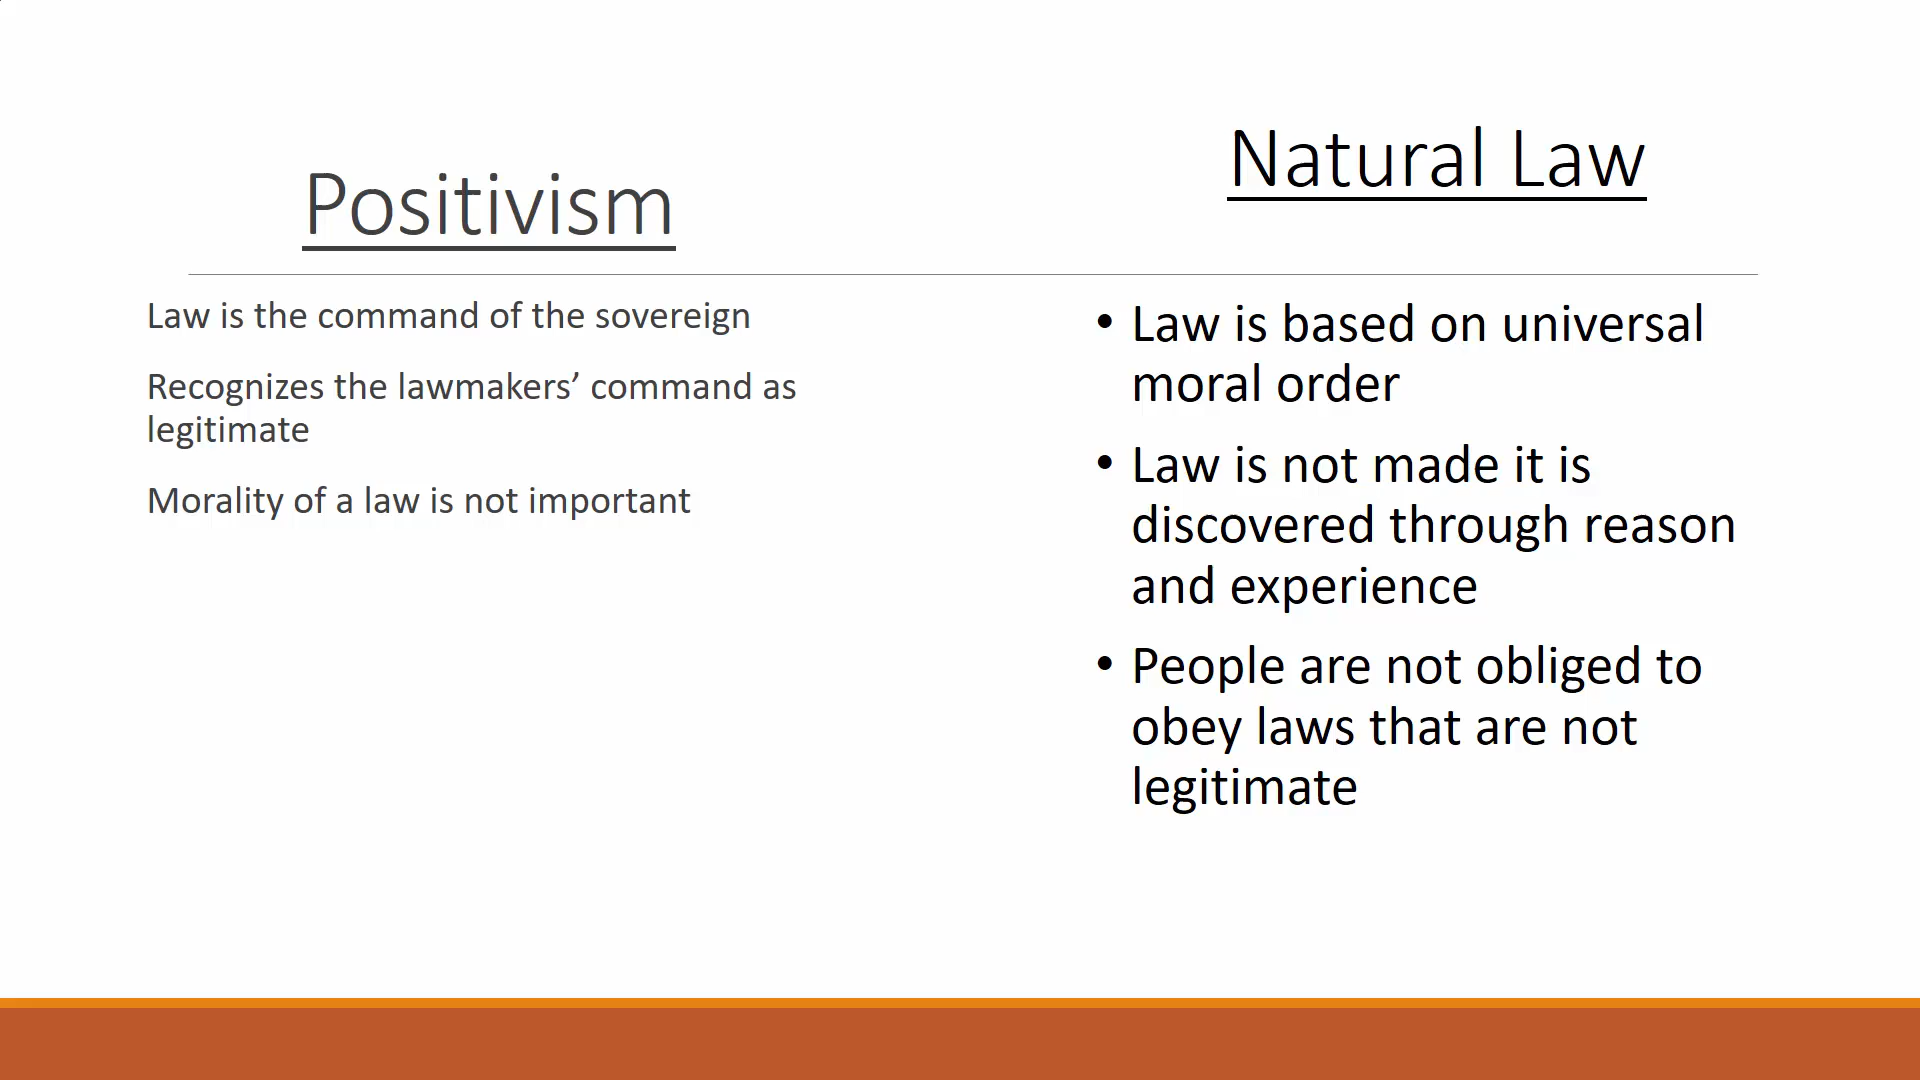 Positivism
Law is the command of the sovereign
Recognizes the lawmakers’ command as
legitimate
Morality of a law is not important
Natural Law
• Law is based on universal
moral order
• Law is not made it is
discovered through reason
and experience
• People are not obliged to
obey laws that are not
legitimate